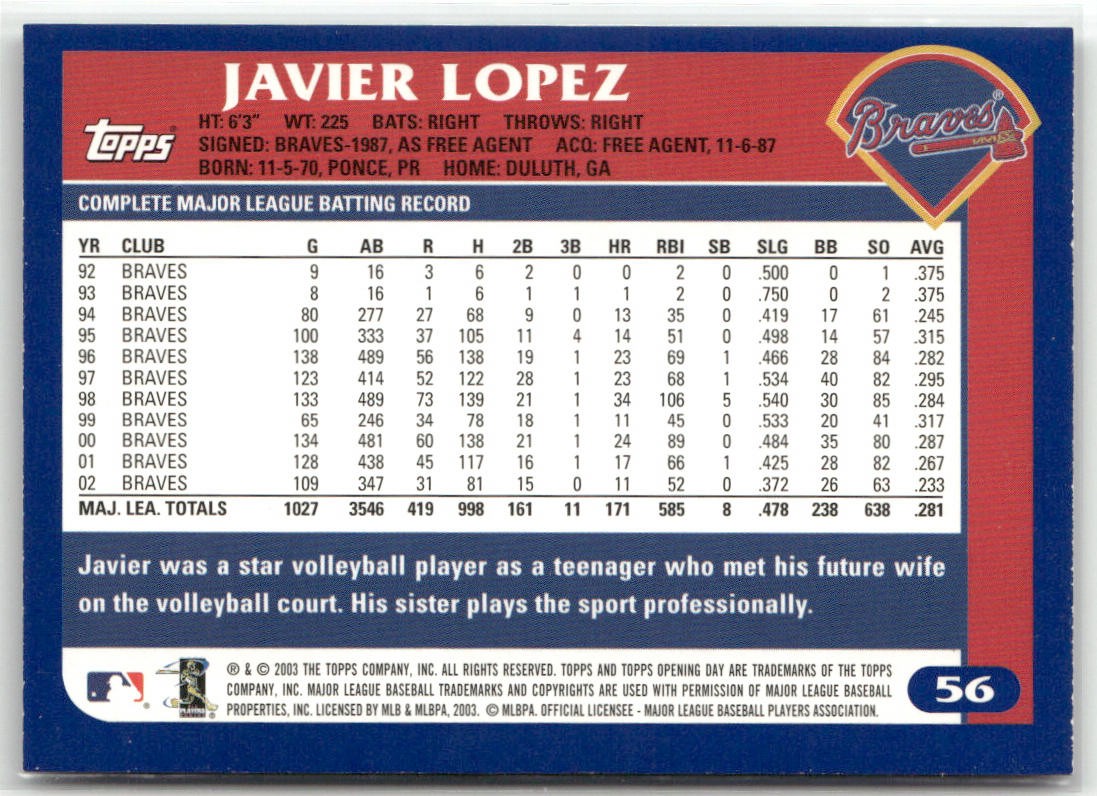 JAVIER LOPEZ
Braves®
topps®
HT: 6'3" WT: 225 BATS: RIGHT THROWS: RIGHT
SIGNED: BRAVES-1987, AS FREE AGENT ACQ: FREE AGENT, 11-6-87
BORN: 11-5-70, PONCE, PR HOME: DULUTH, GA
COMPLETE MAJOR LEAGUE BATTING RECORD
YR CLUB G AB R H 2B 3B HR RBI SB SLG BB SO AVG
92 BRAVES 9 16 3 6 2 0 0 2 0 .500 0 1 .375
93 BRAVES 8 16 1 6 1 1 1 2 0 .750 0 2 .375
94 BRAVES 80 277 27 68 9 0 13 35 0 .419 17 61 .245
95 BRAVES 100 333 37 105 11 4 14 51 0 .498 14 57 .315
96 BRAVES 138 489 56 138 19 1 23 69 1 .466 28 84 .282
97 BRAVES 123 414 52 122 28 1 23 68 1 .534 40 82 .295
98 BRAVES 133 489 73 139 21 1 34 106 5 .540 30 85 .284
99 BRAVES 65 246 34 78 18 1 11 45 0 .533 20 41 .317
00 BRAVES 134 481 60 138 21 1 24 89 0 .484 35 80 .287
01 BRAVES 128 438 45 117 16 1 17 66 1 .425 28 82 .267
02 BRAVES 109 347 31 81 15 0 11 52 0 .372 26 63 .233
MAJ. LEA. TOTALS 1027 3546 419 998 161 11 171 585 8 .478 238 638 .281
Javier was a star volleyball player as a teenager who met his future wife
on the volleyball court. His sister plays the sport professionally.
® & © 2003 THE TOPPS COMPANY, INC. ALL RIGHTS RESERVED. TOPPS AND TOPPS OPENING DAY ARE TRADEMARKS OF THE TOPPS
COMPANY, INC. MAJOR LEAGUE BASEBALL TRADEMARKS AND COPYRIGHTS ARE USED WITH PERMISSION OF MAJOR LEAGUE BASEBALL
PROPERTIES, INC. LICENSED BY MLB & MLBPA, 2003. © MLBPA. OFFICIAL LICENSEE - MAJOR LEAGUE BASEBALL PLAYERS ASSOCIATION.
PLAYERS
56